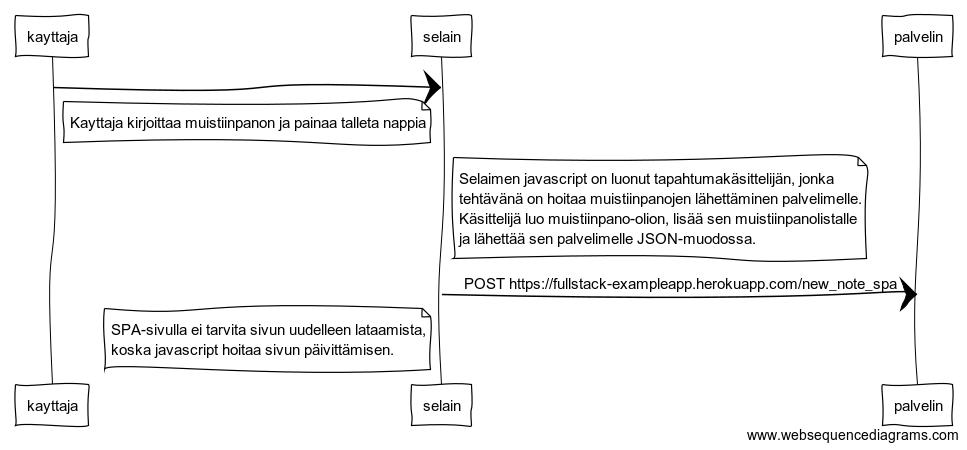 kayttaja
selain
palvelin
Kayttaja kirjoittaa muistiinpanon ja painaa talleta nappia
Selaimen javascript on luonut tapahtumakäsittelijän, jonka
tehtävänä on hoitaa muistiinpanojen lähettäminen palvelimelle.
Käsittelijä luo muistiinpano-olion, lisää sen muistiinpanolistalle
ja lähettää sen palvelimelle JSON-muodossa.
POST https://fullstack-exampleapp.herokuapp.com/new_note_spa
SPA-sivulla ei tarvita sivun uudelleen lataamista,
koska javascript hoitaa sivun päivittämisen.
kayttaja
selain
palvelin
www.websequencediagrams.com